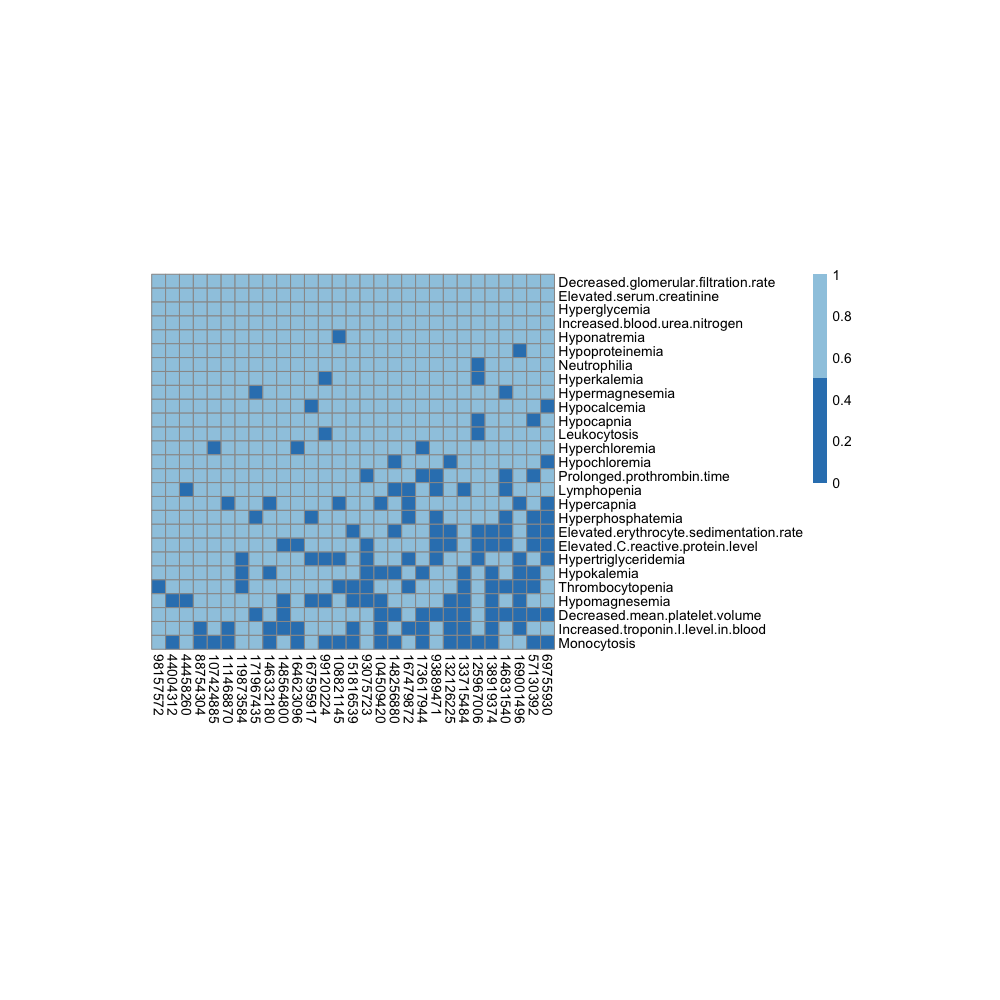 Decreased.glomerular.filtration.rate
Elevated.serum.creatinine
Hyperglycemia
Increased.blood.urea.nitrogen
Hyponatremia
Hypoproteinemia
Neutrophilia
Hyperkalemia
Hypermagnesemia
Hypocalcemia
Hypocapnia
Leukocytosis
Hyperchloremia
Hypochloremia
Prolonged.prothrombin.time
Lymphopenia
Hypercapnia
Hyperphosphatemia
Elevated.erythrocyte.sedimentation.rate
Elevated.C.reactive.protein.level
Hypertriglyceridemia
Hypokalemia
Thrombocytopenia
Hypomagnesemia
Decreased.mean.platelet.volume
Increased.troponin.I.level.in.blood
Monocytosis
1
0.8
0.6
0.4
0.2
0
98157572
44004312
44458260
88754304
107424885
111468870
119873584
171967435
146332180
148564800
164623096
167595917
99120224
108821145
151816539
93075723
104509420
148256880
167479872
173617944
93889471
132126225
133715484
125967006
138919374
146831540
169001496
57130392
69755930